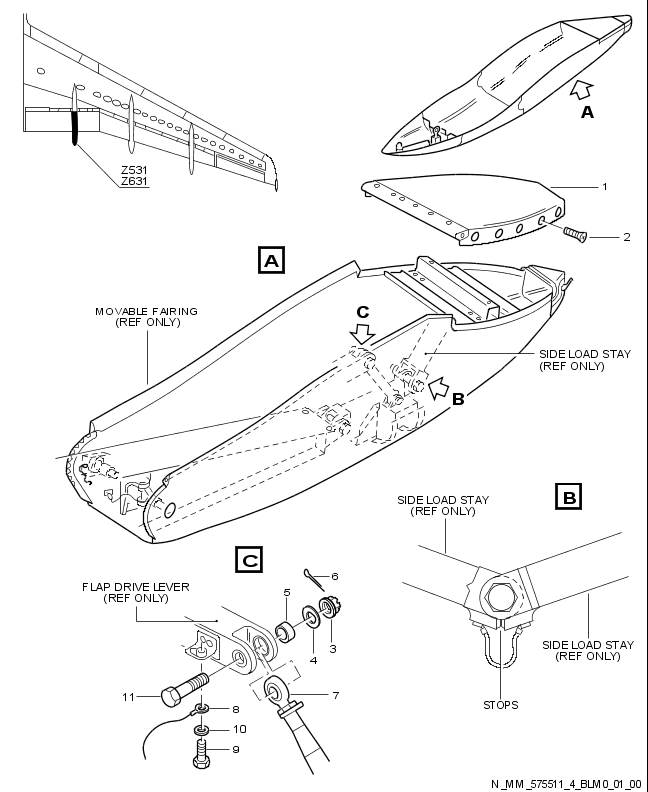 Z531
Z631
A
1
2
A
MOVABLE FAIRING
(REF ONLY)
C
SIDE LOAD STAY
(REF ONLY)
B
SIDE LOAD STAY
(REF ONLY)
B
C
FLAP DRIVE LEVER
(REF ONLY)
6
5
3
4
SIDE LOAD STAY
(REF ONLY)
11
7
8
10
9
STOPS
N_MM_575511_4_BLM0_01_00